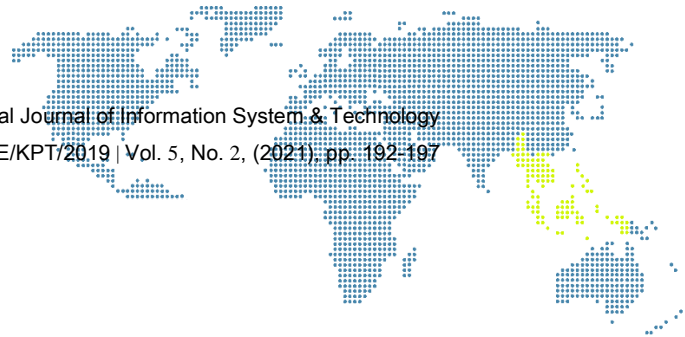 al Journal of Information System & Technology
E/KPT/2019 | Vol. 5, No. 2, (2021), pp. 192-197